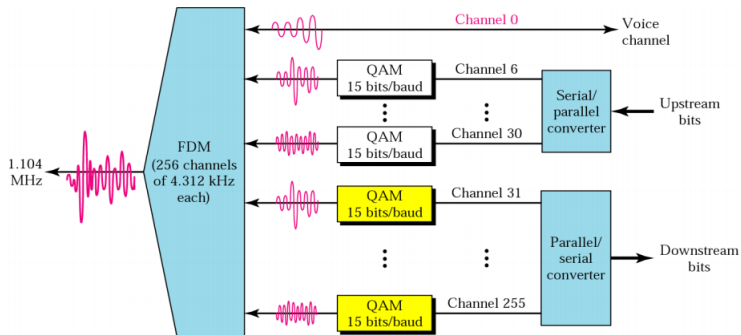 Channel 0
Voice
channel
QAM
15 bits/baud
Channel 6
Serial/
parallel
converter
Upstream
bits
QAM
15 bits/baud
Channel 30
1.104
MHz
FDM
(256 channels
of 4.312 kHz
each)
QAM
15 bits/baud
Channel 31
Parallel/
serial
converter
Downstream
bits
QAM
15 bits/baud
Channel 255